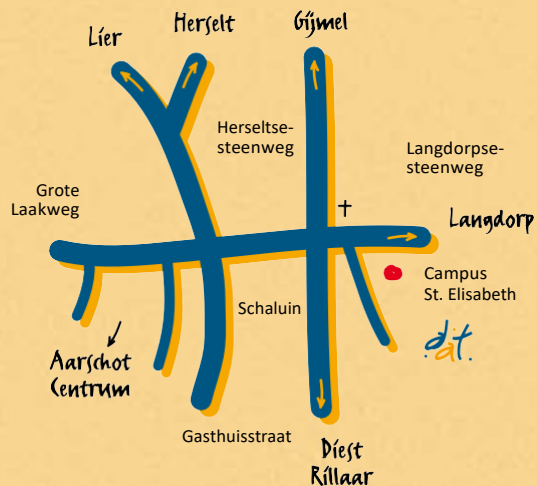 Lier
Herselt
Gijmel
Herseltse-
steenweg
Langdorpse-
steenweg
Grote
Laakweg
Langdorp
Campus
St. Elisabeth
Schaluin
d.a.t.
Aarschot
Centrum
Gasthuisstraat
Diest
Rillaar